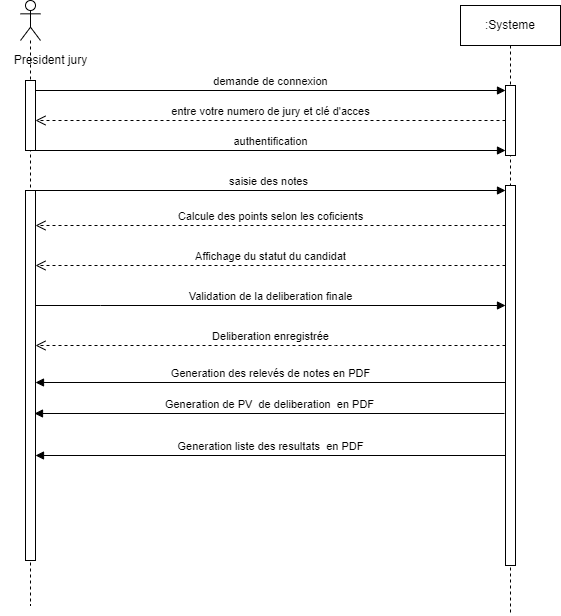 :Systeme
President jury
demande de connexion
entre votre numero de jury et clé d'acces
authentification
saisie des notes
Calcule des points selon les coficients
Affichage du statut du candidat
Validation de la deliberation finale
Deliberation enregistrée
Generation des relevés de notes en PDF
Generation de PV de deliberation en PDF
Generation liste des resultats en PDF